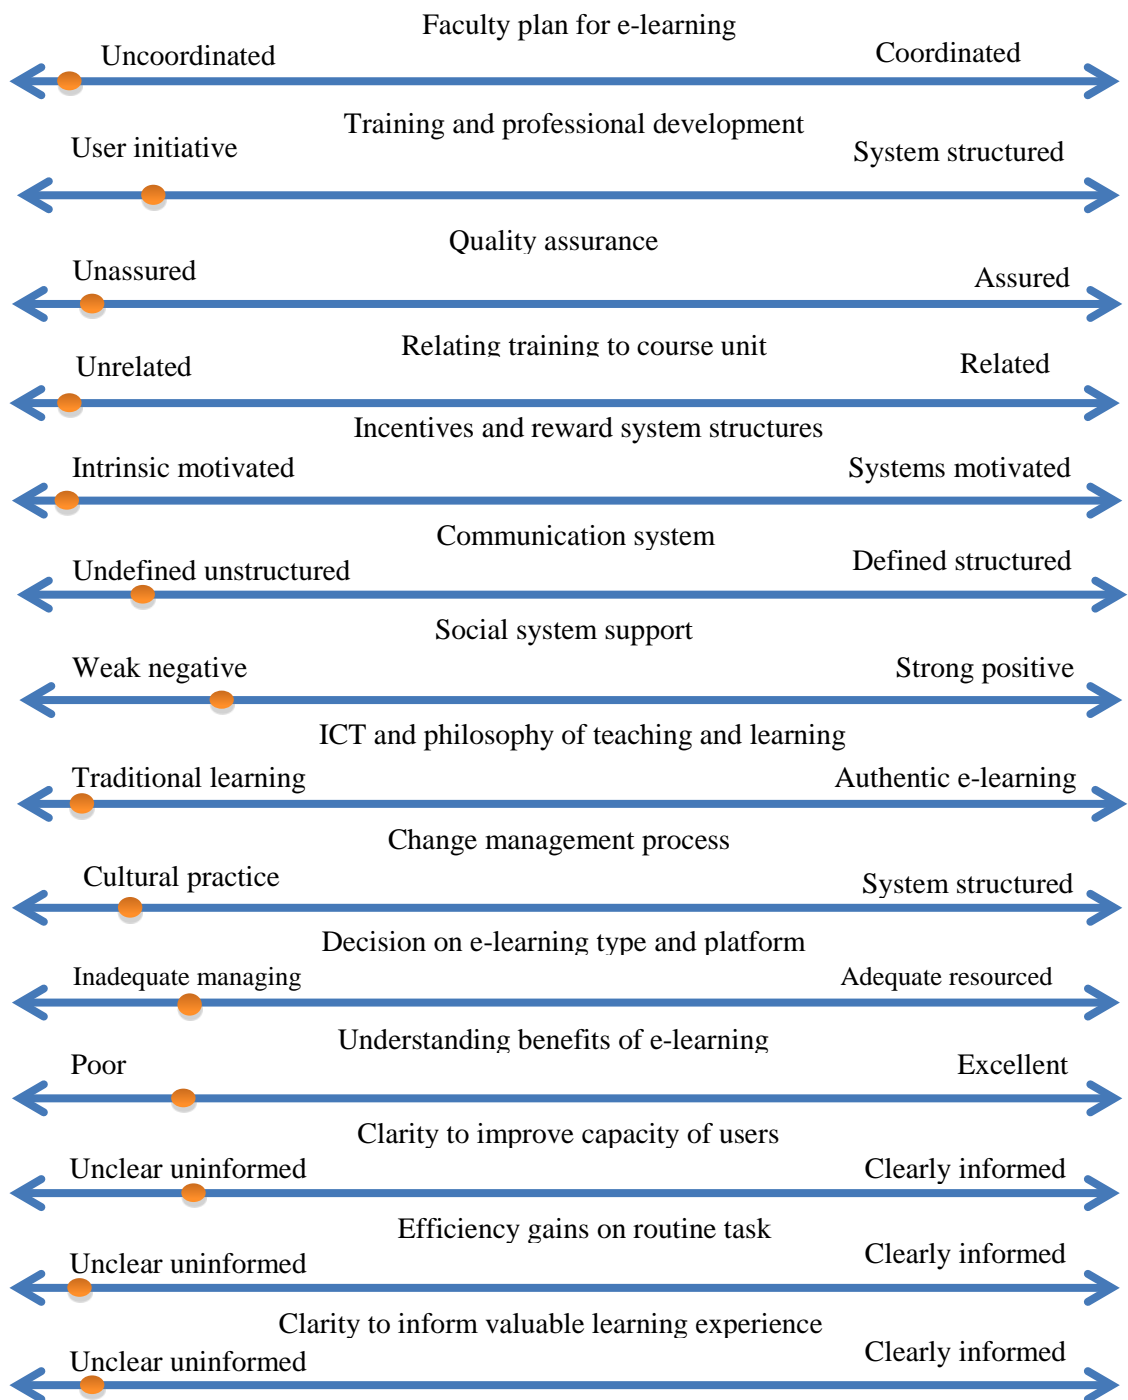 Faculty plan for e-learning
Uncoordinated
Coordinated
Training and professional development
User initiative
System structured
Quality assurance
Unassured
Assured
Relating training to course unit
Unrelated
Related
Incentives and reward system structures
Intrinsic motivated
Systems motivated
Communication system
Undefined unstructured
Defined structured
Social system support
Weak negative
Strong positive
ICT and philosophy of teaching and learning
Traditional learning
Authentic e-learning
Change management process
Cultural practice
System structured
Decision on e-learning type and platform
Inadequate managing
Adequate resourced
Understanding benefits of e-learning
Poor
Excellent
Clarity to improve capacity of users
Unclear uninformed
Clearly informed
Efficiency gains on routine task
Unclear uninformed
Clearly informed
Clarity to inform valuable learning experience
Unclear uninformed
Clearly informed